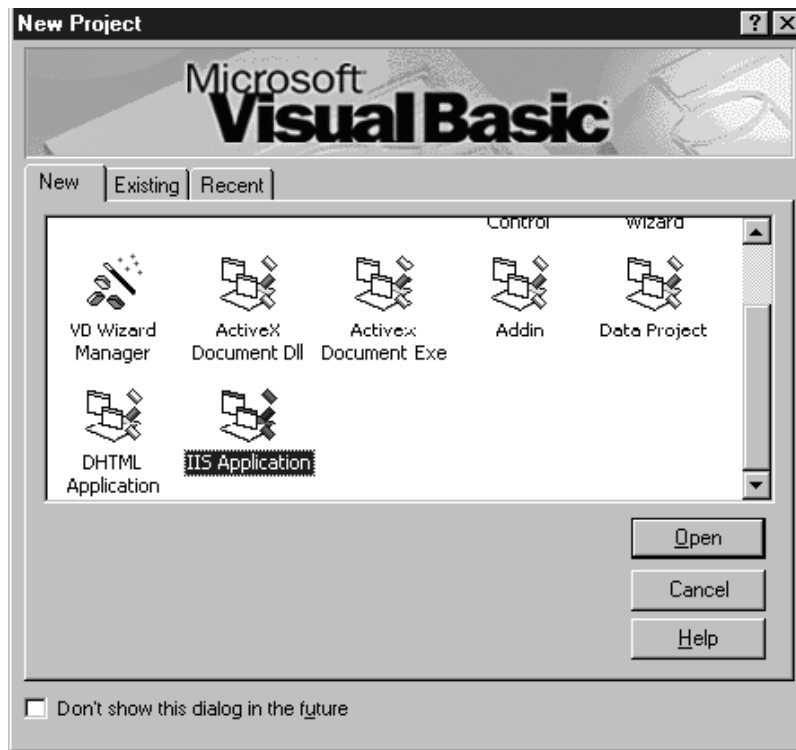 New Project
Microsoft
Visual Basic
New Existing Recent
Control Wizard
VB Wizard Manager
ActiveX Document Dll
Activex Document Exe
Addin
Data Project
DHTML Application
IIS Application
Open
Cancel
Help
Don't show this dialog in the future